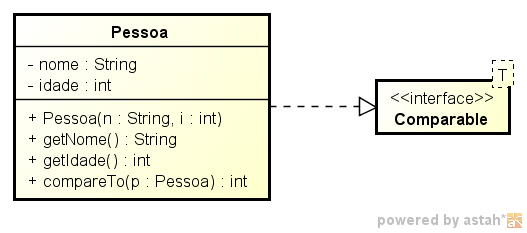 Pessoa
- nome : String
- idade : int
+ Pessoa(n : String, i : int)
+ getNome() : String
+ getIdade() : int
+ compareTo(p : Pessoa) : int
T
<<interface>>
Comparable
powered by astah*